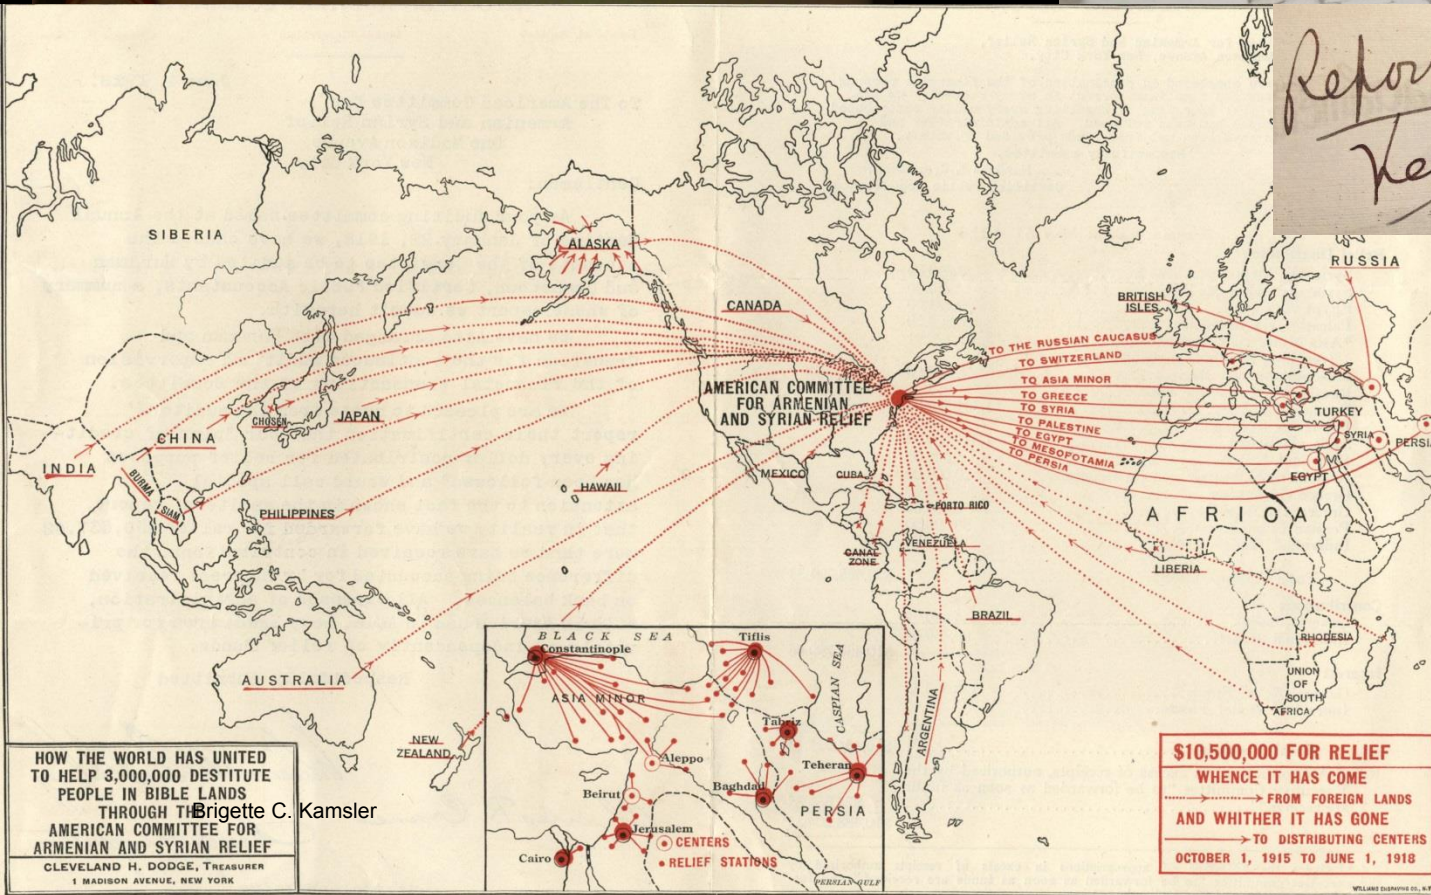 Repor
Ke
SIBERIA
ALASKA
CANADA
BRITISH
ISLES
RUSSIA
TO THE RUSSIAN CAUCASUS
TO SWITZERLAND
TO ASIA MINOR
TO GREECE
TO SYRIA
TO PALESTINE
TO EGYPT
TO MESOPOTAMIA
TO PERSIA
AMERICAN COMMITTEE
FOR ARMENIAN
AND SYRIAN RELIEF
TURKEY
SYRIA
PERSIA
EGYPT
M
CHOSEN
JAPAN
CHINA
INDIA
BURMA
SIAM
PHILIPPINES
HAWAII
MEXICO
CUBA
PORTO RICO
CANAL
ZONE
VENEZUELA
AFRICA
LIBERIA
BRAZIL
RHODESIA
UNION
OF
SOUTH
AFRICA
ARGENTINA
AUSTRALIA
NEW
ZEALAND
BLACK SEA
Constantinople
Tiflis
CASPIAN SEA
ASIA MINOR
Tabriz
Aleppo
Teheran
Beirut
Baghdad
PERSIA
Jerusalem
Cairo
CENTERS
RELIEF STATIONS
PERSIAN GULF
HOW THE WORLD HAS UNITED
TO HELP 3,000,000 DESTITUTE
PEOPLE IN BIBLE LANDS
THROUGH THE
AMERICAN COMMITTEE FOR
ARMENIAN AND SYRIAN RELIEF
CLEVELAND H. DODGE, TREASURER
1 MADISON AVENUE, NEW YORK
Brigette C. Kamsler
$10,500,000 FOR RELIEF
WHENCE IT HAS COME
FROM FOREIGN LANDS
AND WHITHER IT HAS GONE
TO DISTRIBUTING CENTERS
OCTOBER 1, 1915 TO JUNE 1, 1918
WILLIAMS ENGRAVING CO., N.Y.